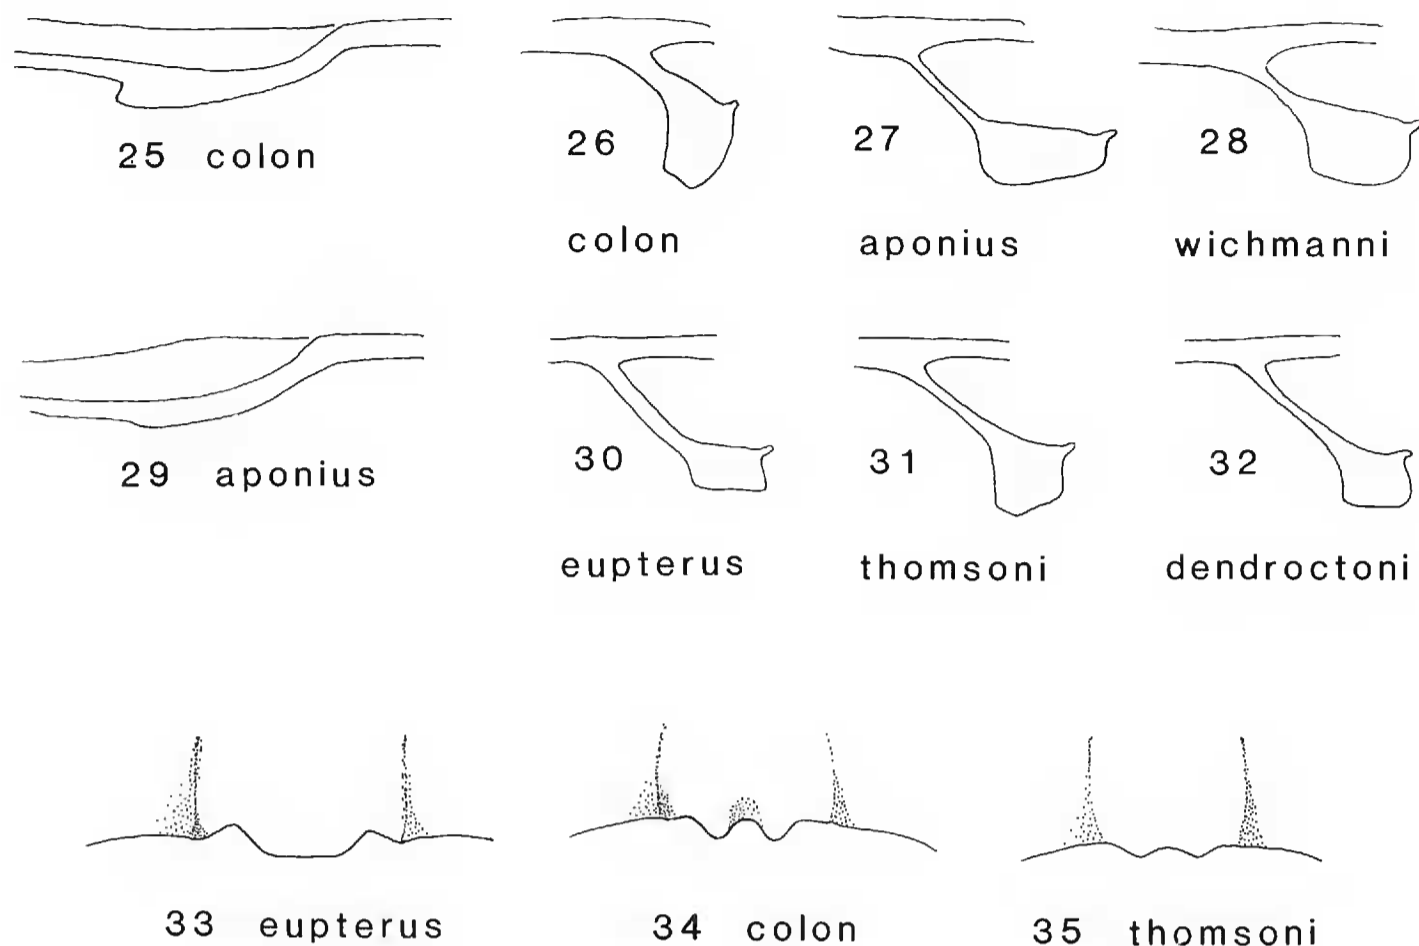 25 colon
26
colon
27
aponius
28
wichmanni
29 aponius
30
eupterus
31
thomsoni
32
dendroctoni
33 eupterus
34 colon
35 thomsoni